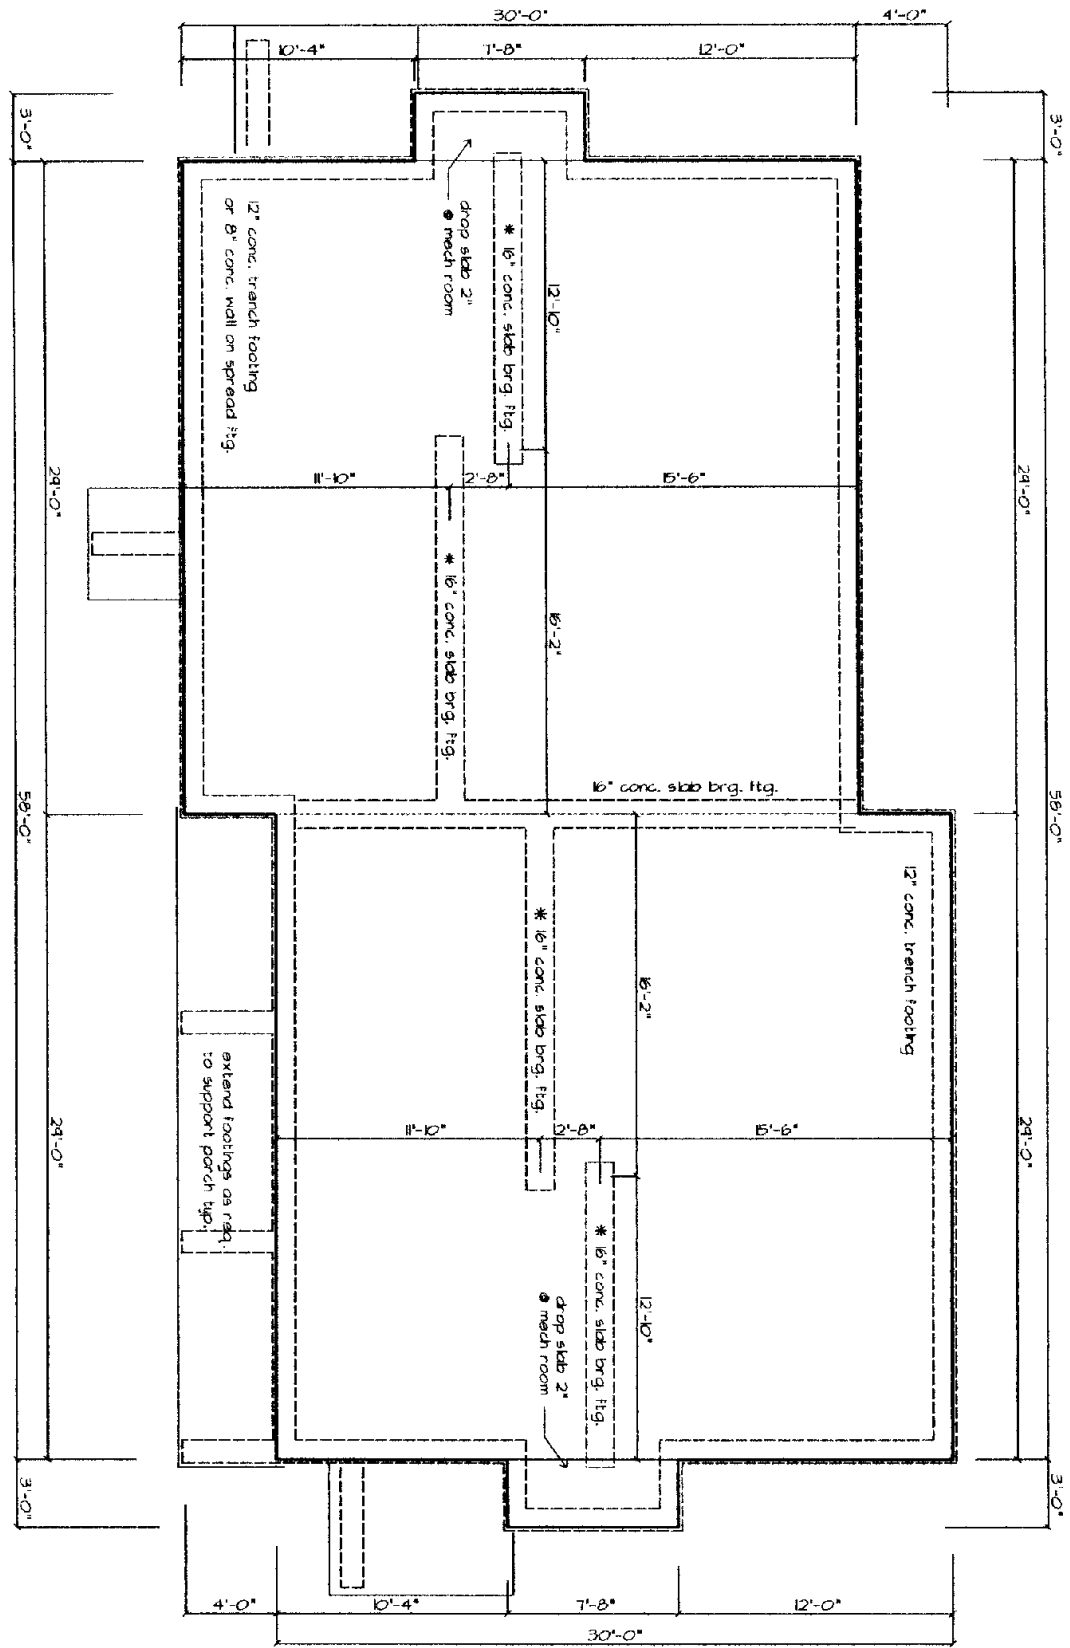 30'-0"
4'-0"
10'-4"
7'-8"
12'-0"
3'-0"
3'-0"
drop slab 2"
@ mech room
* 16" conc. slab brg. ftg.
12'-10"
12" conc. trench footing
or 8" conc. wall on spread ftg.
29'-0"
29'-0"
11'-10"
2'-8"
15'-6"
* 16" conc. slab brg. ftg.
16'-2"
16" conc. slab brg. ftg.
58'-0"
58'-0"
12" conc. trench footing
* 16" conc. slab brg. ftg.
16'-2"
extend footings as req.
to support porch typ.
11'-10"
2'-8"
15'-6"
29'-0"
29'-0"
* 16" conc. slab brg. ftg.
12'-10"
drop slab 2"
@ mech room
3'-0"
3'-0"
4'-0"
10'-4"
7'-8"
12'-0"
30'-0"